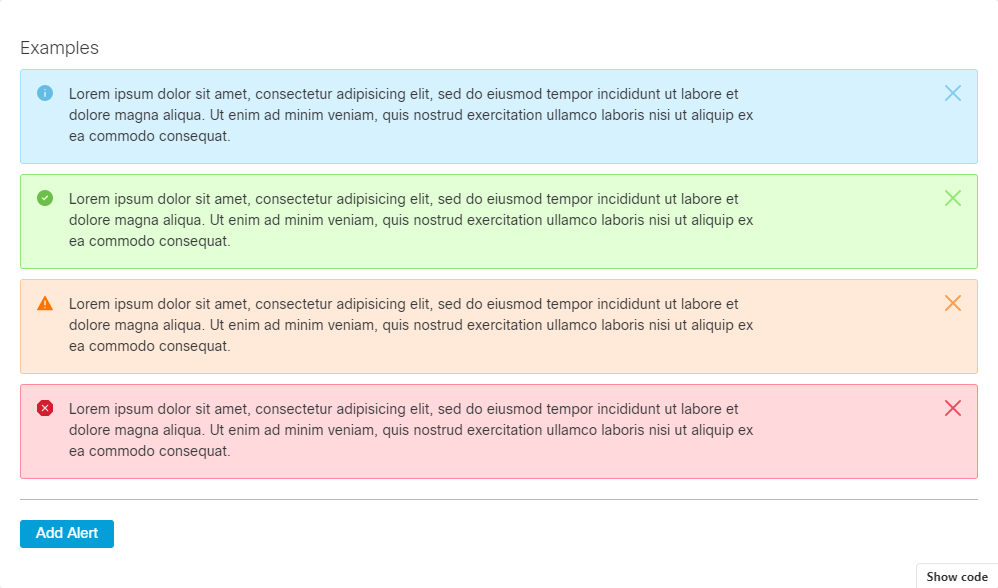 Examples
Lorem ipsum dolor sit amet, consectetur adipisicing elit, sed do eiusmod tempor incididunt ut labore et
dolore magna aliqua. Ut enim ad minim veniam, quis nostrud exercitation ullamco laboris nisi ut aliquip ex
ea commodo consequat.
Lorem ipsum dolor sit amet, consectetur adipisicing elit, sed do eiusmod tempor incididunt ut labore et
dolore magna aliqua. Ut enim ad minim veniam, quis nostrud exercitation ullamco laboris nisi ut aliquip ex
ea commodo consequat.
Lorem ipsum dolor sit amet, consectetur adipisicing elit, sed do eiusmod tempor incididunt ut labore et
dolore magna aliqua. Ut enim ad minim veniam, quis nostrud exercitation ullamco laboris nisi ut aliquip ex
ea commodo consequat.
Lorem ipsum dolor sit amet, consectetur adipisicing elit, sed do eiusmod tempor incididunt ut labore et
dolore magna aliqua. Ut enim ad minim veniam, quis nostrud exercitation ullamco laboris nisi ut aliquip ex
ea commodo consequat.
Add Alert
Show code